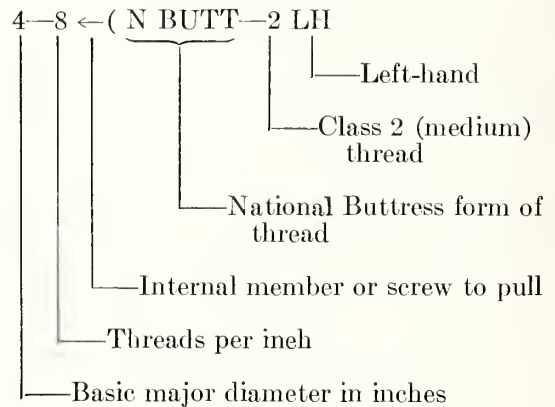 4—8 ←( N BUTT—2 LH
Left-hand
Class 2 (medium)
thread
National Buttress form of
thread
Internal member or screw to pull
Threads per inch
Basic major diameter in inches